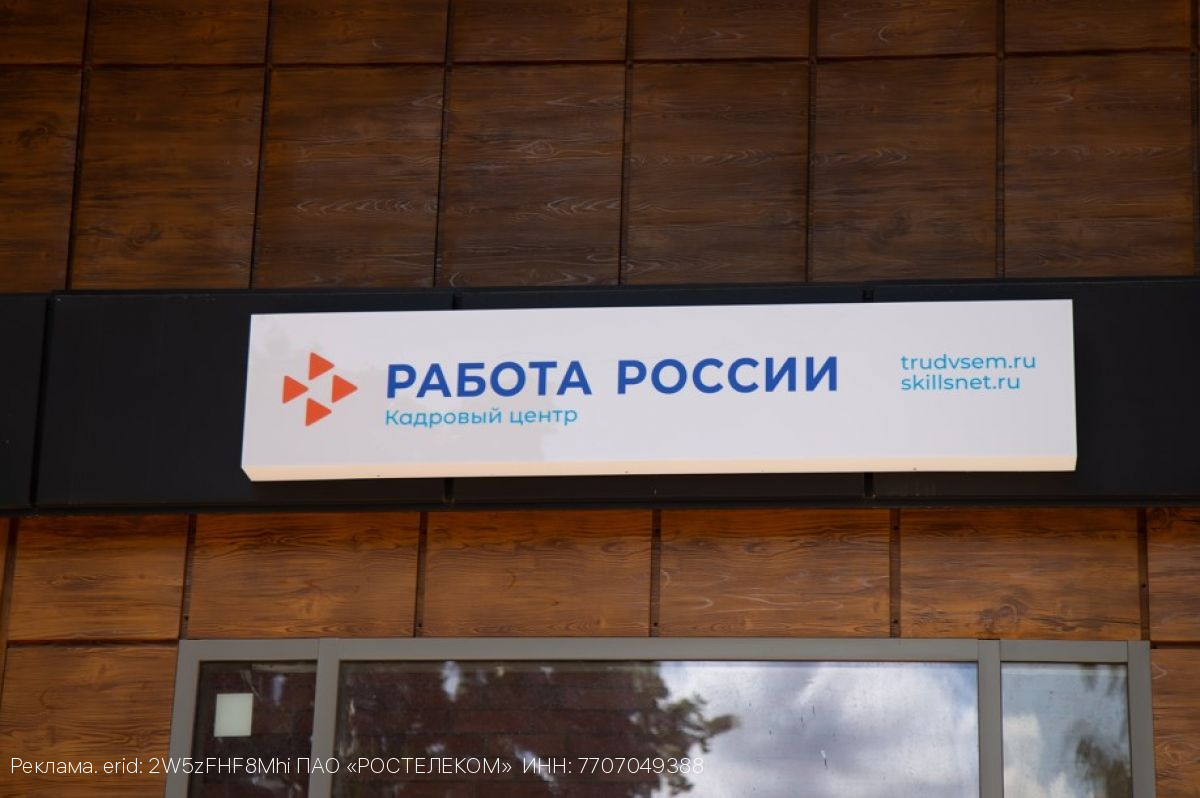 РАБОТА РОССИИ
Кадровый центр
trudvsem.ru
skillsnet.ru
Реклама. erid: 2W5zFHF8Mhi ПАО «РОСТЕЛЕКОМ» ИНН: 7707049388